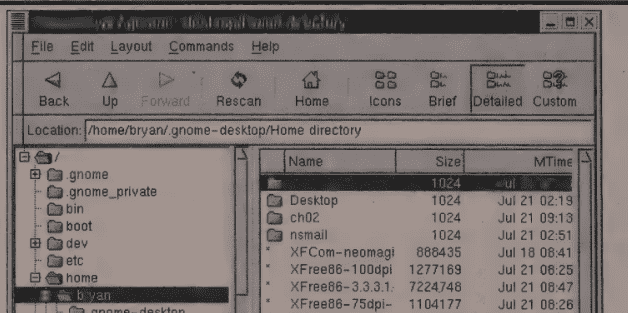 File Edit Layout Commands Help
Back Up Forward Rescan Home Icons Brief Detailed Custom
Location: /home/bryan/.gnome-desktop/Home directory
/
.gnome
.gnome_private
bin
boot
dev
etc
home
bryan
.gnome-desktop
Name Size MTime
1024 Jul
Desktop 1024 Jul 21 02:19
ch02 1024 Jul 21 09:13
nsmail 1024 Jul 21 02:51
* XFCom-neomagi 888435 Jul 18 08:41
* XFree86-100dpi 1277169 Jul 21 08:25
* XFree86-3.3.3.1. 7224748 Jul 21 08:47
* XFree86-75dpi- 1104177 Jul 21 08:26